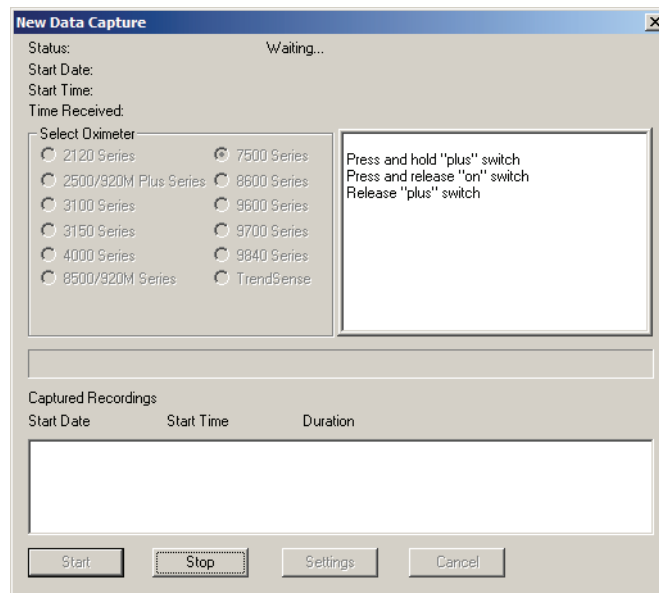 New Data Capture
Status: Waiting...
Start Date:
Start Time:
Time Received:
Select Oximeter
2120 Series 7500 Series
2500/920M Plus Series 8600 Series
3100 Series 9600 Series
3150 Series 9700 Series
4000 Series 9840 Series
8500/920M Series TrendSense
Press and hold "plus" switch
Press and release "on" switch
Release "plus" switch
Captured Recordings
Start Date Start Time Duration
Start Stop Settings Cancel